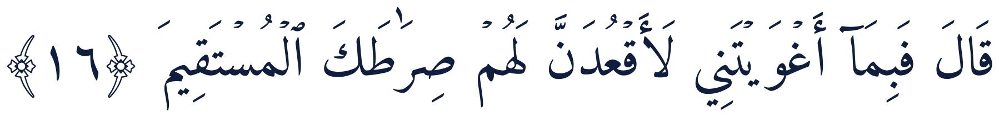 قَالَ فَبِمَآ أَغْوَيْتَنِي لَأَقْعُدَنَّ لَهُمْ صِرَٰطَكَ ٱلْمُسْتَقِيمَ ﴿١٦﴾